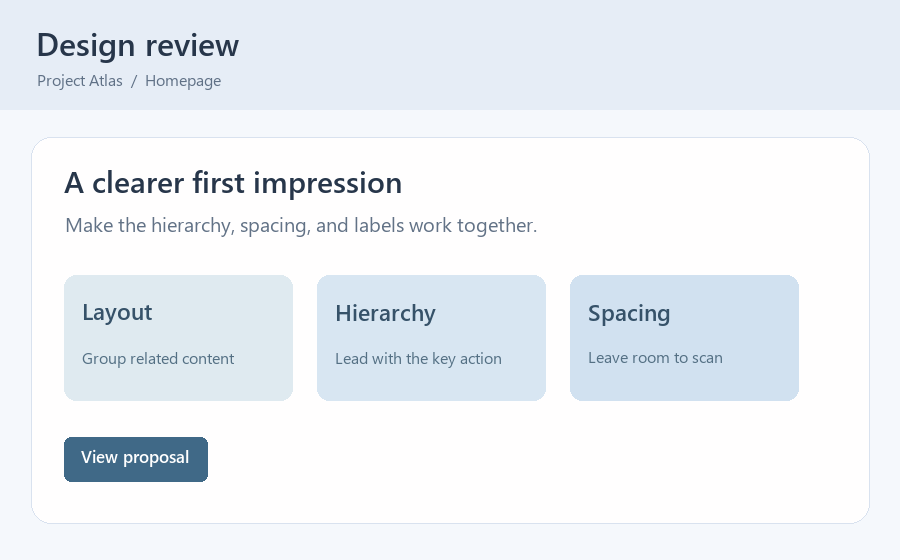 Design review
Project Atlas / Homepage
A clearer first impression
Make the hierarchy, spacing, and labels work together.
Layout
Group related content
Hierarchy
Lead with the key action
Spacing
Leave room to scan
View proposal